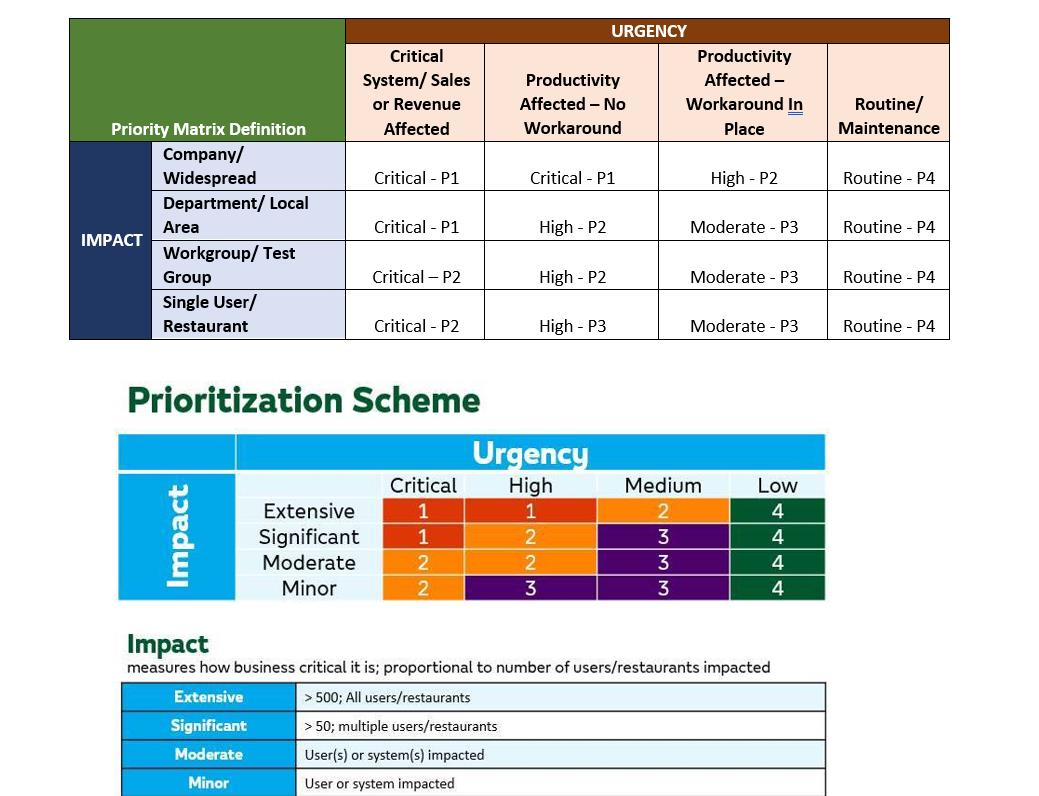 URGENCY
Priority Matrix Definition
Critical
System/ Sales
or Revenue
Affected
Productivity
Affected – No
Workaround
Productivity
Affected –
Workaround In
Place
Routine/
Maintenance
IMPACT
Company/
Widespread
Critical - P1
Critical - P1
High - P2
Routine - P4
Department/ Local
Area
Critical - P1
High - P2
Moderate - P3
Routine - P4
Workgroup/ Test
Group
Critical – P2
High - P2
Moderate - P3
Routine - P4
Single User/
Restaurant
Critical - P2
High - P3
Moderate - P3
Routine - P4
Prioritization Scheme
Urgency
Impact
Critical High Medium Low
Extensive 1 1 2 4
Significant 1 2 3 4
Moderate 2 2 3 4
Minor 2 3 3 4
Impact
measures how business critical it is; proportional to number of users/restaurants impacted
Extensive > 500; All users/restaurants
Significant > 50; multiple users/restaurants
Moderate User(s) or system(s) impacted
Minor User or system impacted